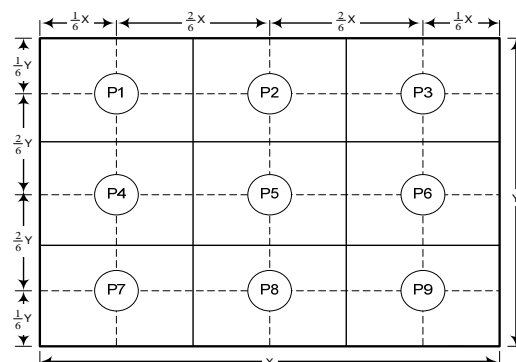 1/6 X 2/6 X 2/6 X 1/6 X
1/6 Y
P1 P2 P3
2/6 Y
P4 P5 P6
Y
2/6 Y
P7 P8 P9
1/6 Y
X